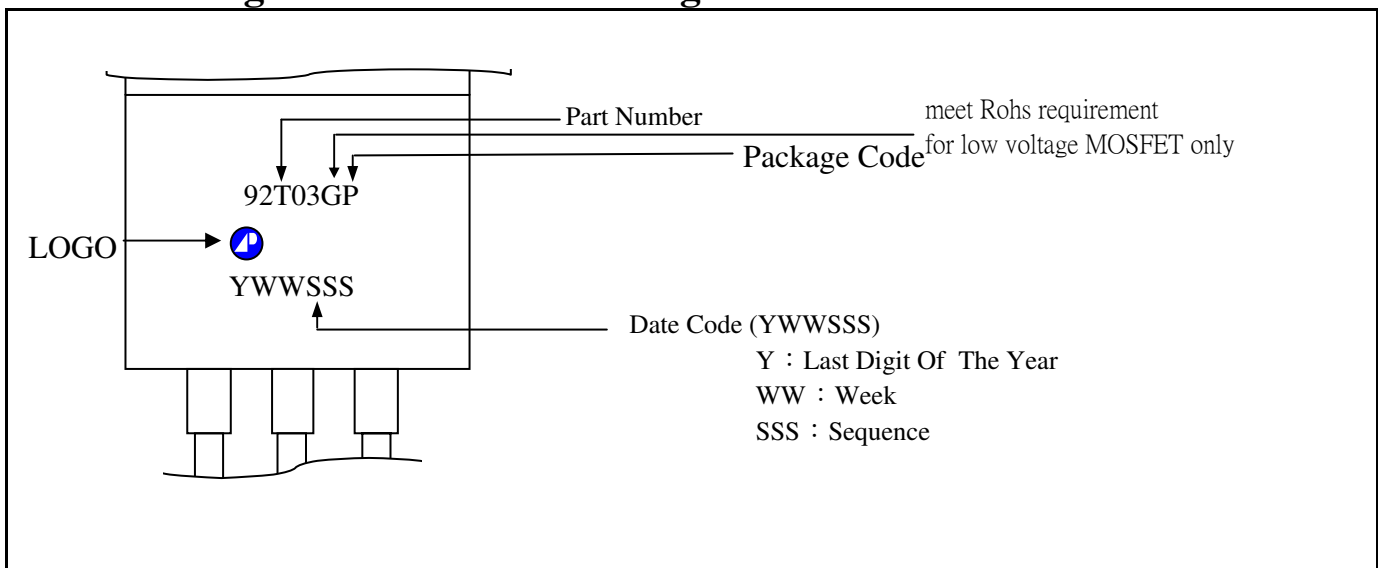 Part Number
meet Rohs requirement
for low voltage MOSFET only
Package Code
92T03GP
LOGO
YWWSSS
Date Code (YWWSSS)
Y：Last Digit Of The Year
WW：Week
SSS：Sequence